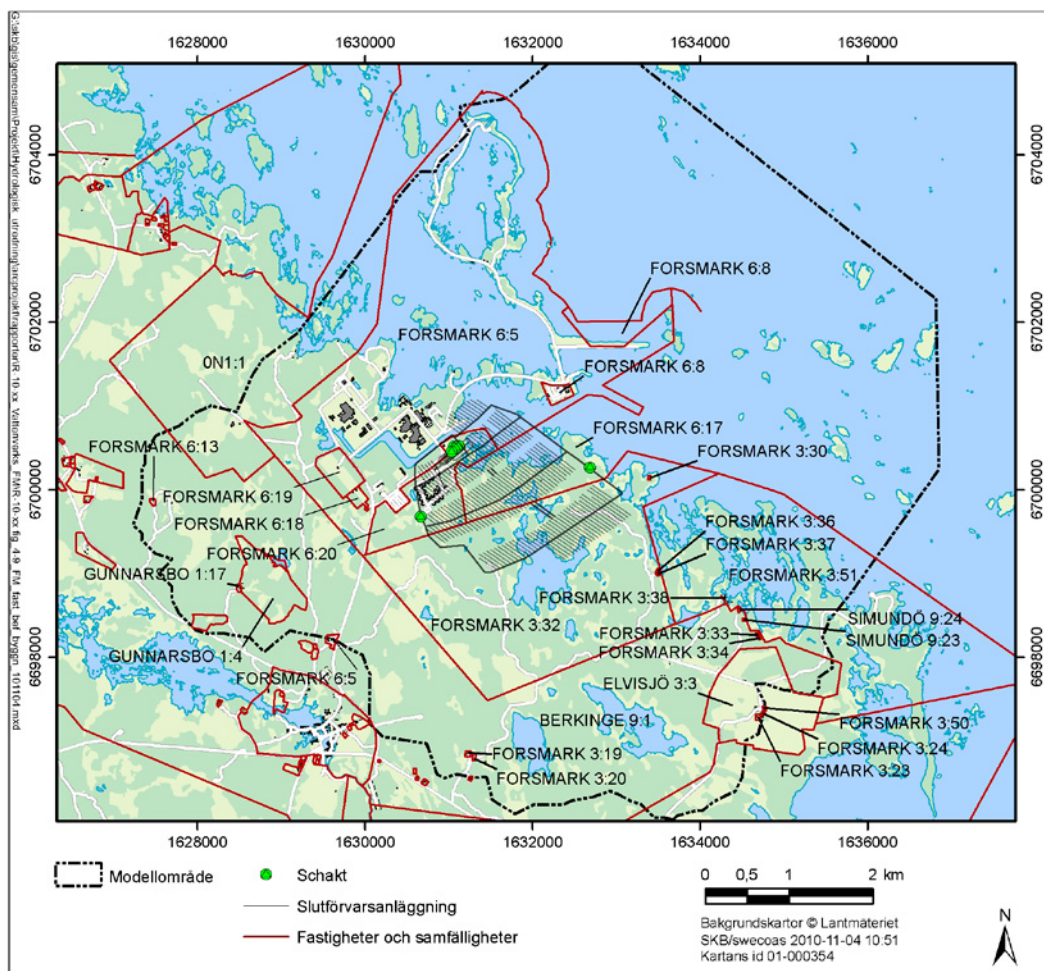 1628000 1630000 1632000 1634000 1636000
6704000
6704000
FORSMARK 6:8
6702000
6702000
FORSMARK 6:5
0N1:1
FORSMARK 6:8
FORSMARK 6:13
FORSMARK 6:17
FORSMARK 3:30
6700000
6700000
FORSMARK 6:19
FORSMARK 6:18
FORSMARK 3:36
FORSMARK 3:37
FORSMARK 6:20
GUNNARSBO 1:17
FORSMARK 3:51
FORSMARK 3:38
FORSMARK 3:32
SIMUNDÖ 9:24
FORSMARK 3:33
SIMUNDÖ 9:23
FORSMARK 3:34
GUNNARSBO 1:4
6698000
6698000
FORSMARK 6:5
ELVISJÖ 3:3
BERKINGE 9:1
FORSMARK 3:50
FORSMARK 3:19
FORSMARK 3:24
FORSMARK 3:20
FORSMARK 3:23
1628000 1630000 1632000 1634000 1636000
Modellområde
Schakt
Slutförvarsanläggning
Fastigheter och samfälligheter
0 0,5 1 2 km
Bakgrundskartor © Lantmäteriet
SKB/swecoas 2010-11-04 10:51
Kartans id 01-000354
N